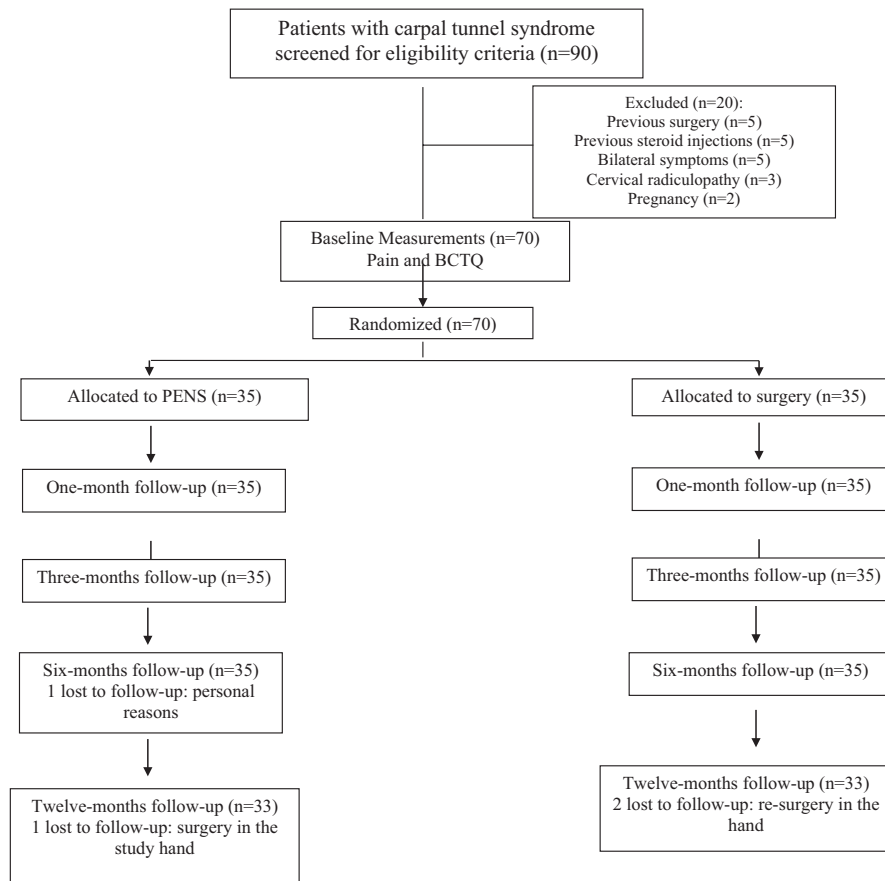 Patients with carpal tunnel syndrome
screened for eligibility criteria (n=90)
Excluded (n=20):
Previous surgery (n=5)
Previous steroid injections (n=5)
Bilateral symptoms (n=5)
Cervical radiculopathy (n=3)
Pregnancy (n=2)
Baseline Measurements (n=70)
Pain and BCTQ
Randomized (n=70)
Allocated to PENS (n=35)
Allocated to surgery (n=35)
One-month follow-up (n=35)
One-month follow-up (n=35)
Three-months follow-up (n=35)
Three-months follow-up (n=35)
Six-months follow-up (n=35)
1 lost to follow-up: personal
reasons
Six-months follow-up (n=35)
Twelve-months follow-up (n=33)
1 lost to follow-up: surgery in the
study hand
Twelve-months follow-up (n=33)
2 lost to follow-up: re-surgery in the
hand